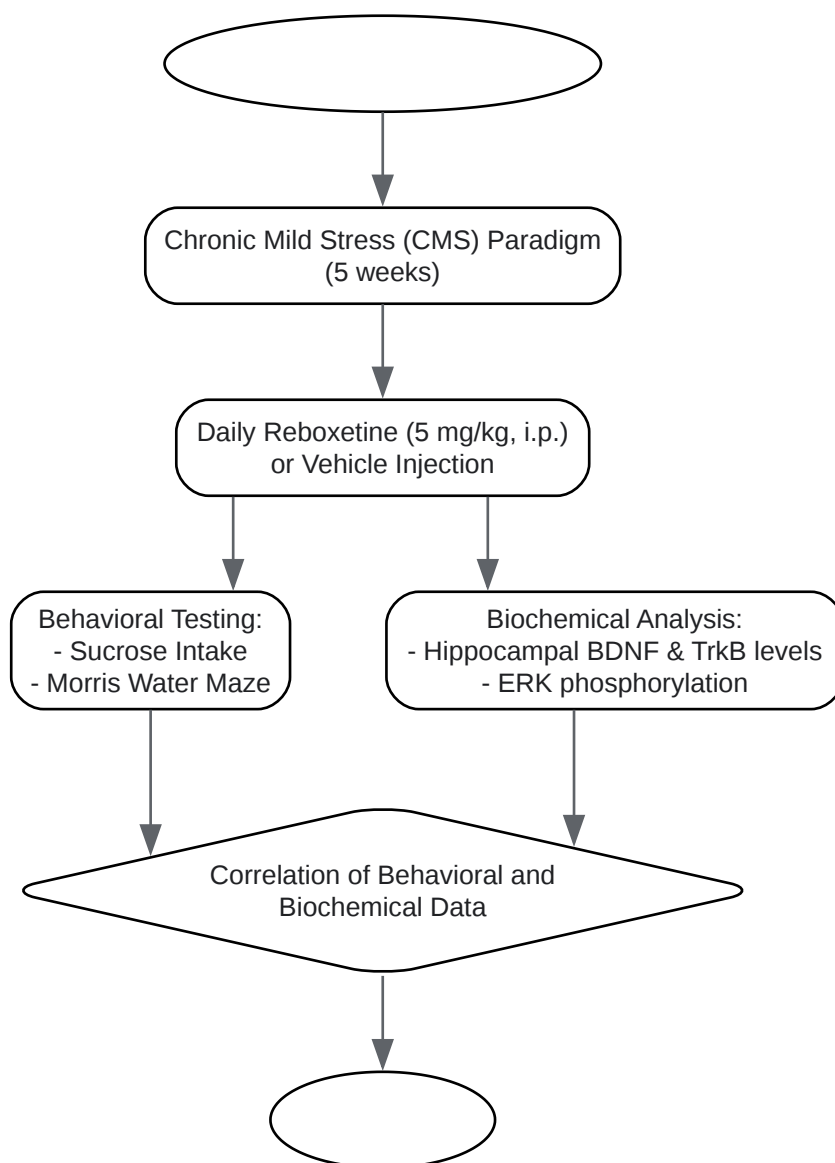 Chronic Mild Stress (CMS) Paradigm
(5 weeks)
Daily Reboxetine (5 mg/kg, i.p.)
or Vehicle Injection
Behavioral Testing:
- Sucrose Intake
- Morris Water Maze
Biochemical Analysis:
- Hippocampal BDNF & TrkB levels
- ERK phosphorylation
Correlation of Behavioral and
Biochemical Data